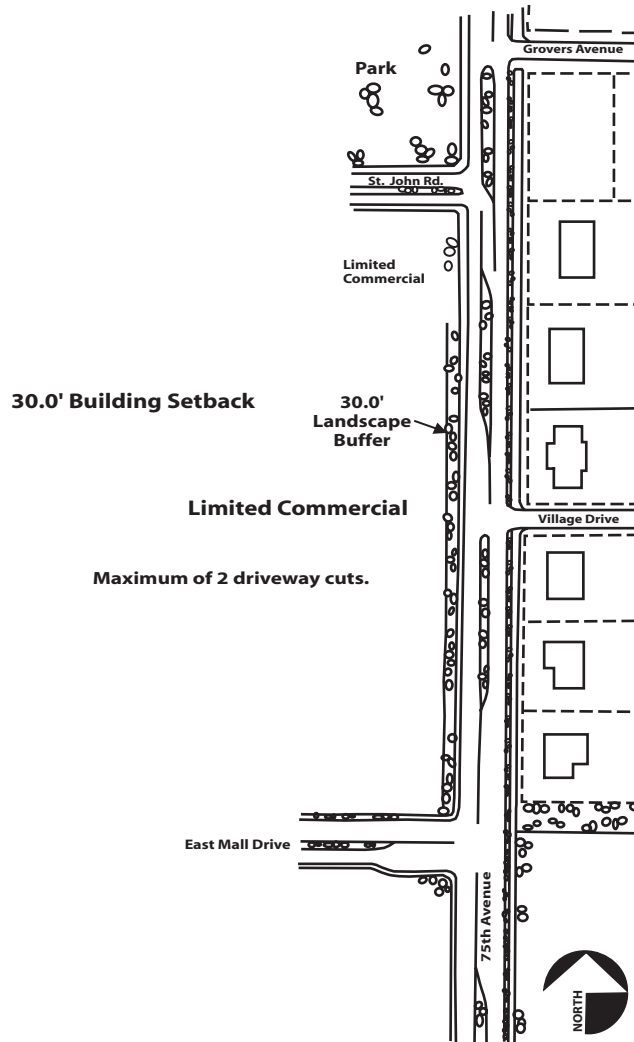 Grovers Avenue
Park
St. John Rd.
Limited
Commercial
30.0' Building Setback
30.0'
Landscape
Buffer
Limited Commercial
Village Drive
Maximum of 2 driveway cuts.
East Mall Drive
75th Avenue
NORTH